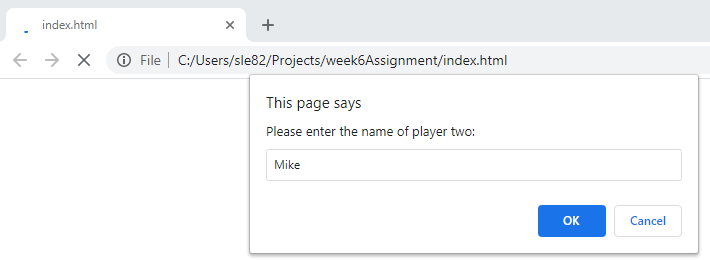 index.html
File C:/Users/sle82/Projects/week6Assignment/index.html
This page says
Please enter the name of player two:
Mike
OK Cancel